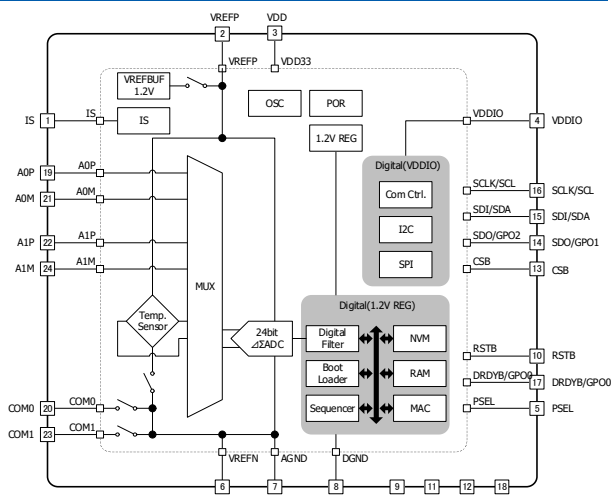 VREFP VDD
2 3
VREFP VDD33
VREFBUF
1.2V
OSC POR
IS 1 IS IS
VDDIO 4 VDDIO
1.2V REG
Digital(VDDIO)
A0P 19 A0P
A0M 21 A0M
Com Ctrl.
SCLK/SCL 16 SCLK/SCL
SDI/SDA 15 SDI/SDA
A1P 22 A1P
I2C
SDO/GPO2 14 SDO/GPO1
A1M 24 A1M
SPI
CSB 13 CSB
MUX
Digital(1.2V REG)
Temp.
Sensor
24bit
⊿ΣADC
Digital
Filter
NVM
RSTB 10 RSTB
Boot
Loader
RAM
DRDYB/GPO0 17 DRDYB/GPO0
COM0 20 COM0
Sequencer MAC
PSEL 5 PSEL
COM1 23 COM1
VREFN AGND DGND
6 7 8 9 11 12 18